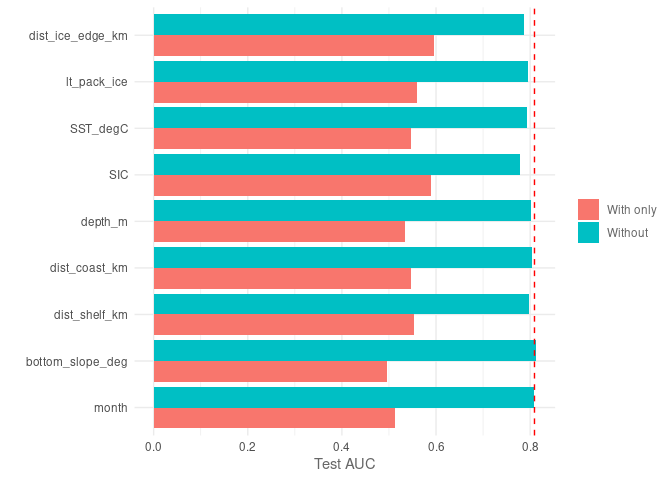 dist_ice_edge_km
lt_pack_ice
SST_degC
SIC
depth_m
dist_coast_km
dist_shelf_km
bottom_slope_deg
month
0.0 0.2 0.4 0.6 0.8
Test AUC
With only
Without